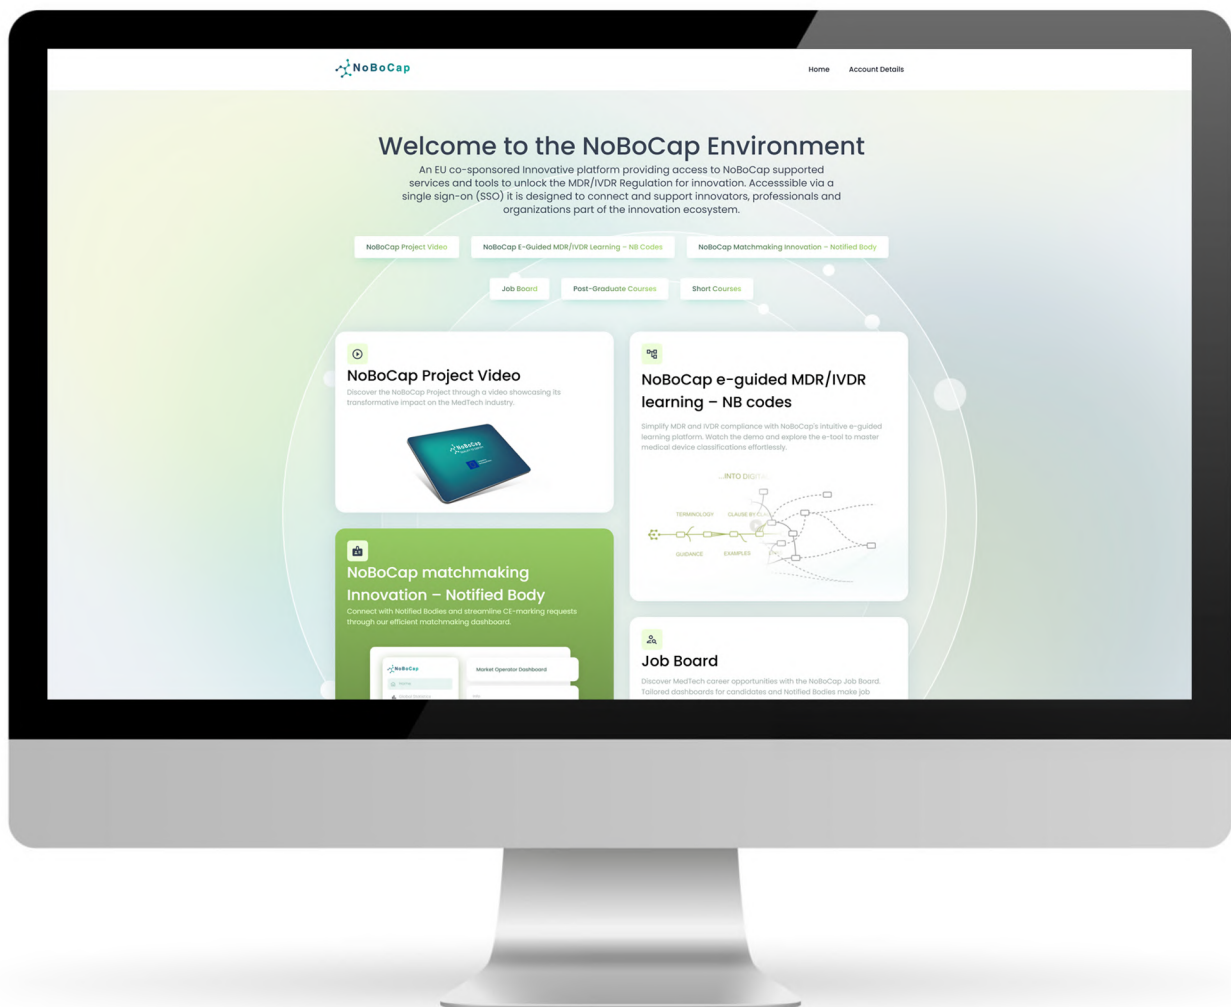 NoBoCap
Home
Account Details
Welcome to the NoBoCap Environment
An EU co-sponsored Innovative platform providing access to NoBoCap supported
services and tools to unlock the MDR/IVDR Regulation for innovation. Accesssible via a
single sign-on (SSO) it is designed to connect and support innovators, professionals and
organizations part of the innovation ecosystem.
NoBoCap Project Video
NoBoCap E-Guided MDR/IVDR Learning – NB Codes
NoBoCap Matchmaking Innovation – Notified Body
Job Board
Post-Graduate Courses
Short Courses
NoBoCap Project Video
Discover the NoBoCap Project through a video showcasing its
transformative impact on the MedTech industry.
NoBoCap
NoBoCap e-guided MDR/IVDR
learning – NB codes
Simplify MDR and IVDR compliance with NoBoCap's intuitive e-guided
learning platform. Watch the demo and explore the e-tool to master
medical device classifications effortlessly.
...INTO DIGIT
TERMINOLOGY
CLAUSE BY
GUIDANCE
EXAMPLES
NoBoCap matchmaking
Innovation – Notified Body
Connect with Notified Bodies and streamline CE-marking requests
through our efficient matchmaking dashboard.
NoBoCap
Market Operator Dashboard
Home
Job Board
Discover MedTech career opportunities with the NoBoCap Job Board.
Tailored dashboards for candidates and Notified Bodies make job